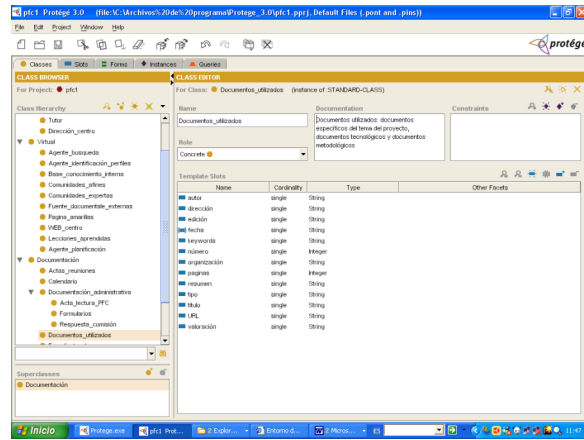 pfc1 Protégé 3.0 (file:\C:\Archivos%20de%20programa\Protege_3.0\pfc1.pprj, Default Files (.pont and .pins))
File Edit Project Window Help
protégé
Classes Slots Forms Instances Queries
CLASS BROWSER
CLASS EDITOR
For Project: pfc1
For Class: Documentos_utilizados (instance of :STANDARD-CLASS)
Class Hierarchy
Name
Documentation
Constraints
Tutor
Dirección_centro
Virtual
Agente_busqueda
Agente_identificación_perfiles
Base_conocimiento_interna
Comunidades_afines
Comunidades_expertas
Fuente_documentale_externas
Pagina_amarillas
WEB_centro
Lecciones_aprendidas
Agente_planificación
Documentación
Actas_reuniones
Calendario
Documentación_administrativa
Acta_lectura_PFC
Formularios
Respuesta_comisión
Documentos_utilizados
Superclasses
Documentación
Documentos_utilizados
Documentos utilizados: documentos
específicos del tema del proyecto,
documentos tecnológicos y documentos
metodológicos
Role
Concrete
Template Slots
Name Cardinality Type Other Facets
autor single String
dirección single String
edición single String
fecha single String
keywords single String
número single Integer
organización single String
paginas single Integer
resumen single String
tipo single String
título single String
URL single String
valoración single String
Inicio Protege.exe pfc1 Prot... 2 Explor... Entorno d... 2 Micros... ES 11:47